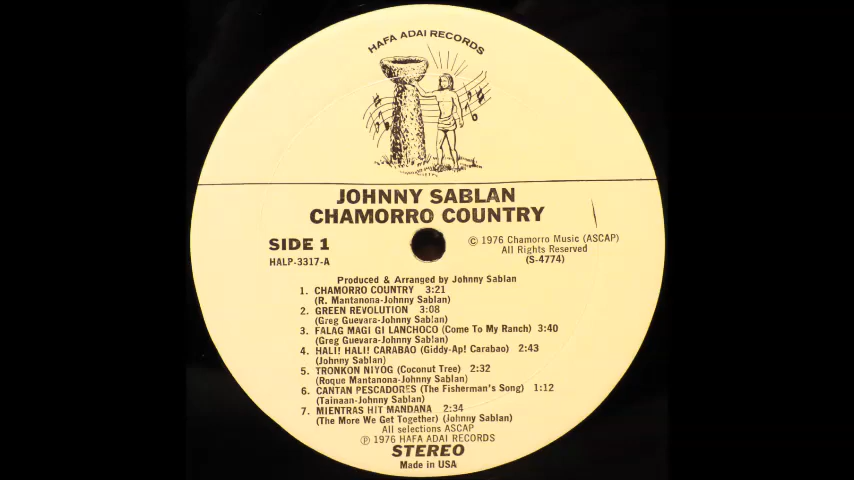 HAFA ADAI RECORDS
JOHNNY SABLAN
CHAMORRO COUNTRY
SIDE 1
HALP-3317-A
© 1976 Chamorro Music (ASCAP)
All Rights Reserved
(S-4774)
Produced & Arranged by Johnny Sablan
1. CHAMORRO COUNTRY 3:21
(R. Mantanona-Johnny Sablan)
2. GREEN REVOLUTION 3:08
(Greg Guevara-Johnny Sablan)
3. FALAG MAGI GI LANCHOCO (Come To My Ranch) 3:40
(Greg Guevara-Johnny Sablan)
4. HALI! HALI! CARABAO (Giddy-Ap! Carabao) 2:43
(Johnny Sablan)
5. TRONKON NIYOG (Coconut Tree) 2:32
(Roque Mantanona-Johnny Sablan)
6. CANTAN PESCADORES (The Fisherman's Song) 1:12
(Tainaan-Johnny Sablan)
7. MIENTRAS HIT MANDANA 2:34
(The More We Get Together) (Johnny Sablan)
All selections ASCAP
℗ 1976 HAFA ADAI RECORDS
STEREO
Made in USA